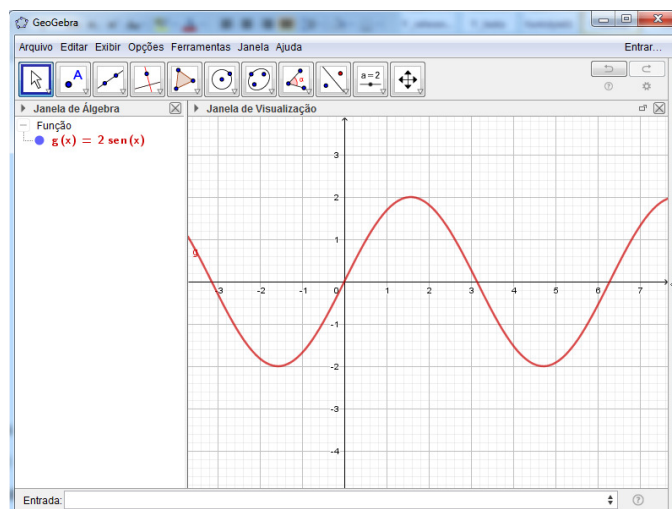 GeoGebra
Arquivo Editar Exibir Opções Ferramentas Janela Ajuda Entrar...
A
α
a=2
Janela de Álgebra
Janela de Visualização
Função
g(x) = 2 sen(x)
g
3
2
1
0
-1
-2
-3
-4
-3 -2 -1 1 2 3 4 5 6 7
Entrada: